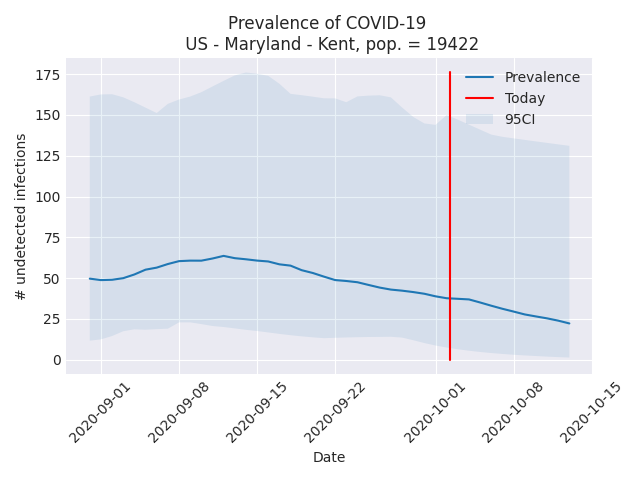 Prevalence of COVID-19
US - Maryland - Kent, pop. = 19422
175
150
125
100
75
50
25
0
# undetected infections
Prevalence
Today
95CI
2020-09-01
2020-09-08
2020-09-15
2020-09-22
2020-10-01
2020-10-08
2020-10-15
Date